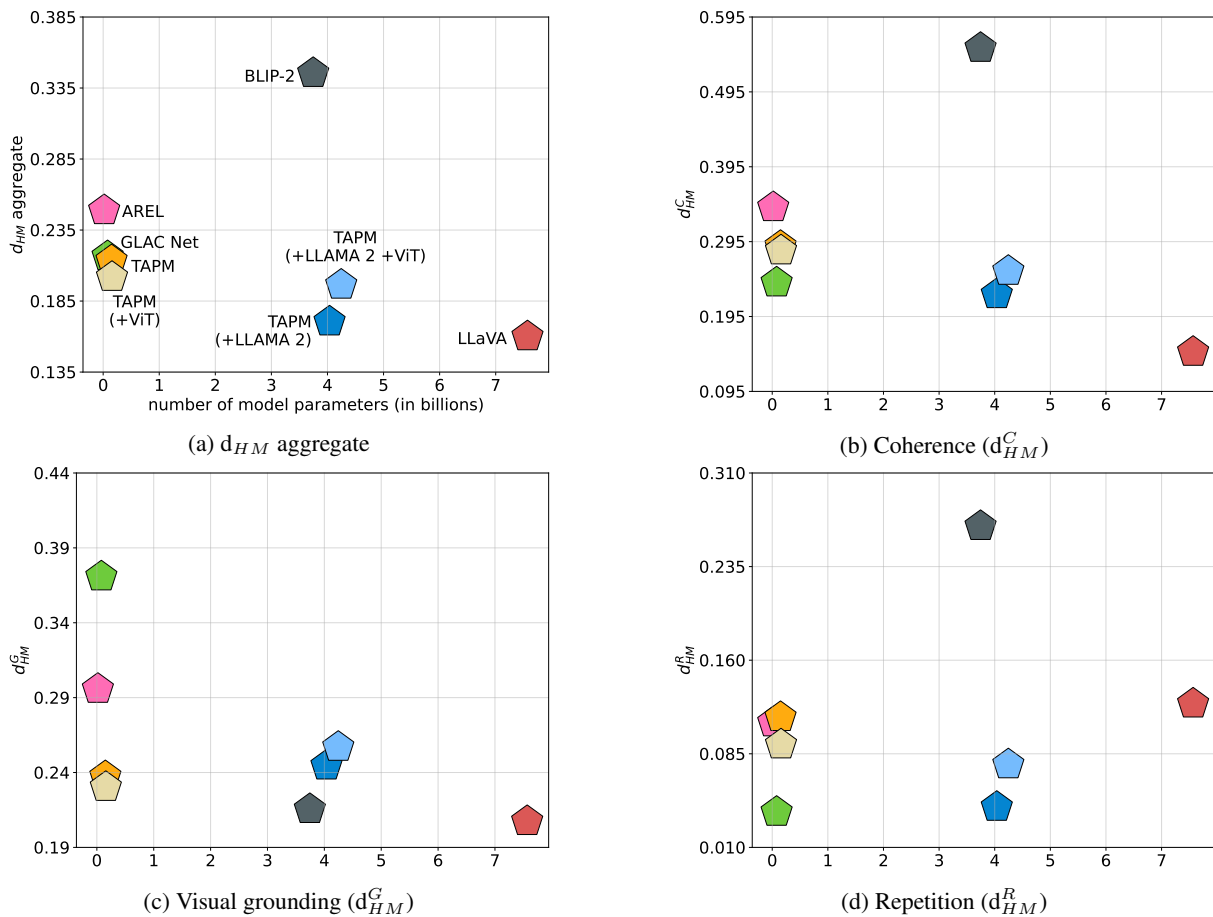 0.385
0.335
0.285
0.235
0.185
0.135
d_HM aggregate
BLIP-2
AREL
GLAC Net
TAPM
TAPM
(+ViT)
TAPM
(+LLAMA 2 +ViT)
TAPM
(+LLAMA 2)
LLaVA
0 1 2 3 4 5 6 7
number of model parameters (in billions)
(a) d_HM aggregate
0.595
0.495
0.395
0.295
0.195
0.095
d^C_HM
0 1 2 3 4 5 6 7
(b) Coherence (d^C_HM)
0.44
0.39
0.34
0.29
0.24
0.19
d^G_HM
0 1 2 3 4 5 6 7
(c) Visual grounding (d^G_HM)
0.310
0.235
0.160
0.085
0.010
d^R_HM
0 1 2 3 4 5 6 7
(d) Repetition (d^R_HM)